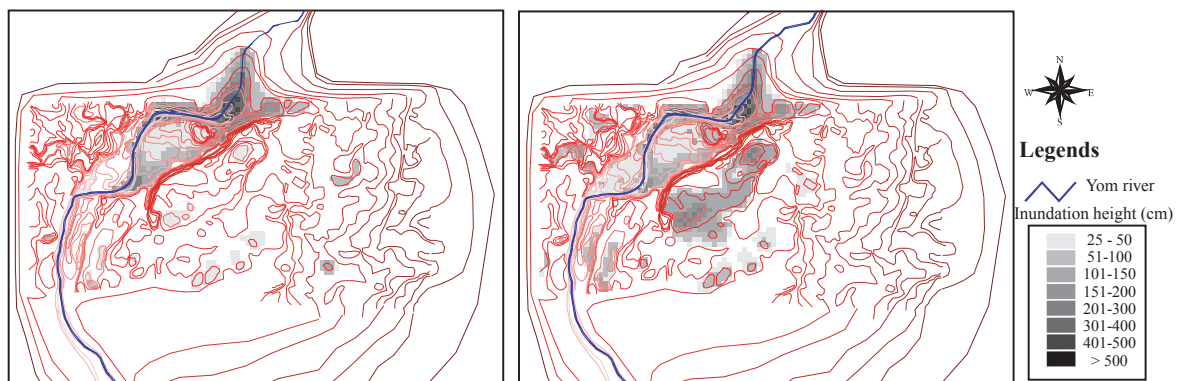 N
W
E
S
Legends
Yom river
Inundation height (cm)
25 - 50
51-100
101-150
151-200
201-300
301-400
401-500
> 500